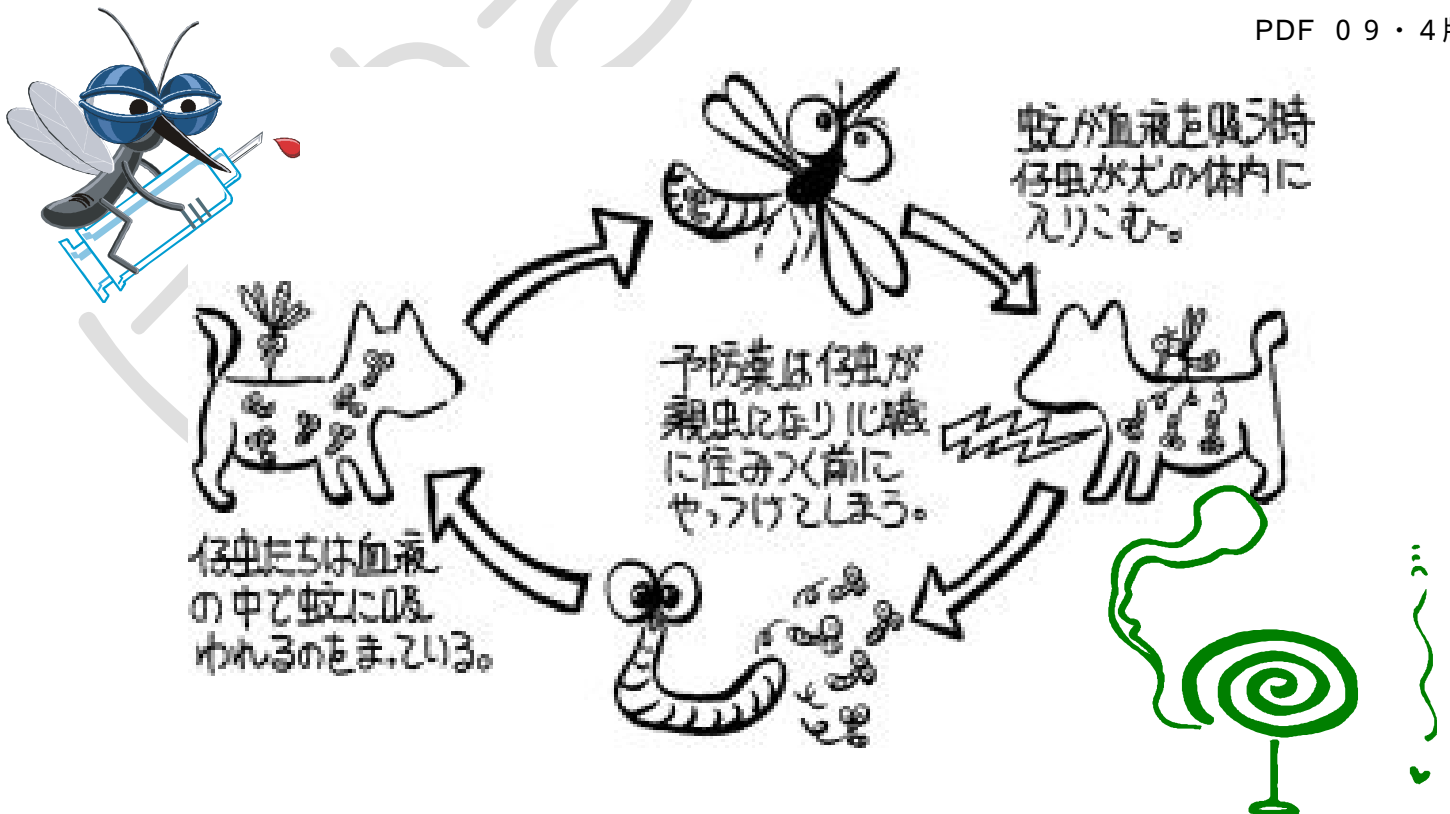 PDF 09・4
蚊が血液を吸う時
仔虫が犬の体内に
入りこむ。
予防薬は仔虫が
親虫になり心臓
に住みつく前に
やっつけてしまう。
仔虫たちは血液
の中で蚊に吸
われるのをまっている。